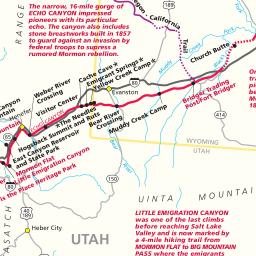 The narrow, 16-mile gorge of
ECHO CANYON impressed
pioneers with its particular
echo. The canyon also includes
stone breastworks built in 1857
to guard against an invasion by
federal troops to supress a
rumored Mormon rebellion.
RANGE
California
Trail
Church Butte
Cache Cave
Emigrant Springs
Yellow Creek Camp
Weber River
Crossing
Visitor Center
Evanston
The Needles
Bear River
Crossing
Muddy Creek Camp
Bridger Trading
Post/Fort Bridger
Hogsback Summit and Ruts
East Canyon Reservoir
and State Park
Mormon Flat
Little Emigration Canyon
is the Place Heritage Park
WYOMING
UTAH
84
80
189
UINTA MOUNTAI
WASATCH
40
189
Heber City
UTAH
LITTLE EMIGRATION CANYON
was one of the last climbs
before reaching Salt Lake
Valley and is now marked by
a 4-mile hiking trail from
MORMON FLAT to BIG MOUNTAIN
PASS where the emigrants